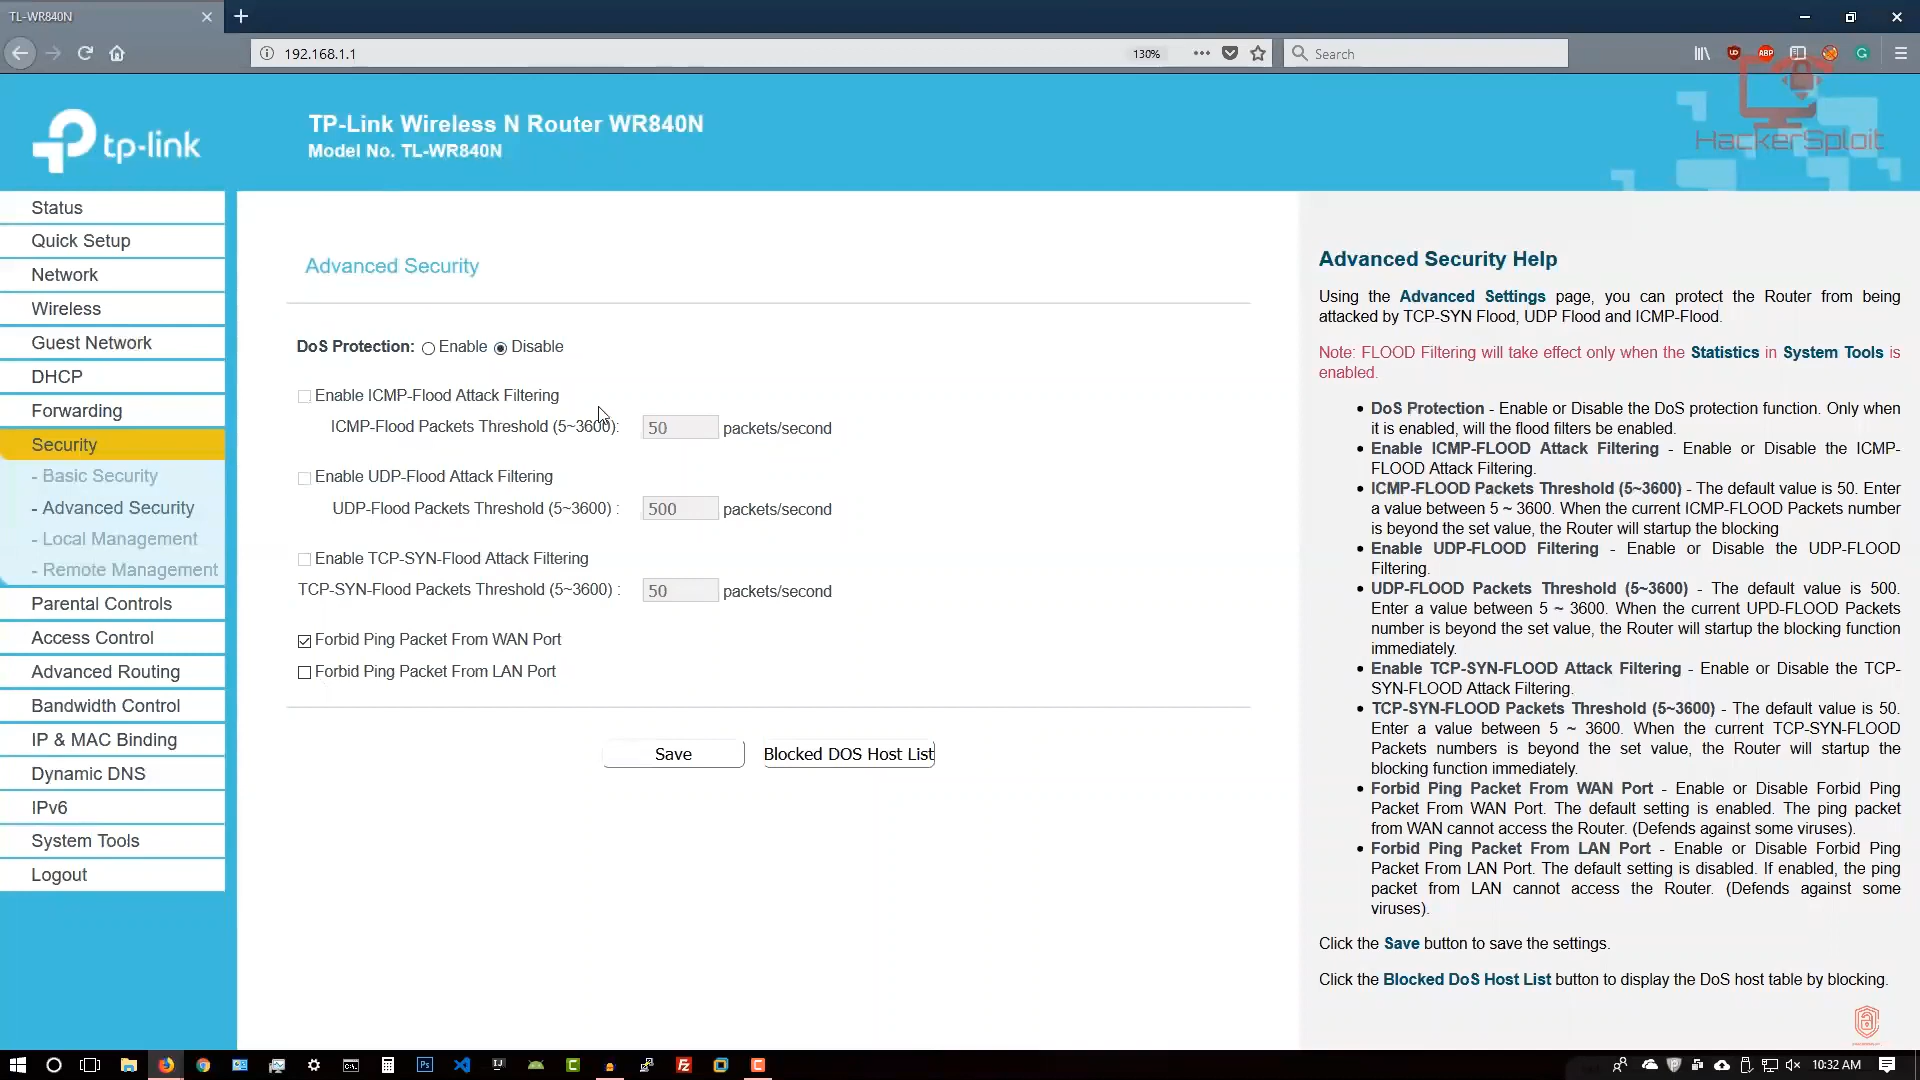 TL-WR840N
192.168.1.1
130%
Search
tp-link
TP-Link Wireless N Router WR840N
Model No. TL-WR840N
HackerSploit
Status
Quick Setup
Network
Wireless
Guest Network
DHCP
Forwarding
Security
- Basic Security
- Advanced Security
- Local Management
- Remote Management
Parental Controls
Access Control
Advanced Routing
Bandwidth Control
IP & MAC Binding
Dynamic DNS
IPv6
System Tools
Logout
Advanced Security
DoS Protection: Enable Disable
Enable ICMP-Flood Attack Filtering
ICMP-Flood Packets Threshold (5~3600): 50 packets/second
Enable UDP-Flood Attack Filtering
UDP-Flood Packets Threshold (5~3600) : 500 packets/second
Enable TCP-SYN-Flood Attack Filtering
TCP-SYN-Flood Packets Threshold (5~3600) : 50 packets/second
Forbid Ping Packet From WAN Port
Forbid Ping Packet From LAN Port
Save Blocked DOS Host List
Advanced Security Help
Using the Advanced Settings page, you can protect the Router from being
attacked by TCP-SYN Flood, UDP Flood and ICMP-Flood.
Note: FLOOD Filtering will take effect only when the Statistics in System Tools is
enabled.
• DoS Protection - Enable or Disable the DoS protection function. Only when
it is enabled, will the flood filters be enabled.
• Enable ICMP-FLOOD Attack Filtering - Enable or Disable the ICMP-
FLOOD Attack Filtering.
• ICMP-FLOOD Packets Threshold (5~3600) - The default value is 50. Enter
a value between 5 ~ 3600. When the current ICMP-FLOOD Packets number
is beyond the set value, the Router will startup the blocking
• Enable UDP-FLOOD Filtering - Enable or Disable the UDP-FLOOD
Filtering.
• UDP-FLOOD Packets Threshold (5~3600) - The default value is 500.
Enter a value between 5 ~ 3600. When the current UPD-FLOOD Packets
number is beyond the set value, the Router will startup the blocking function
immediately.
• Enable TCP-SYN-FLOOD Attack Filtering - Enable or Disable the TCP-
SYN-FLOOD Attack Filtering.
• TCP-SYN-FLOOD Packets Threshold (5~3600) - The default value is 50.
Enter a value between 5 ~ 3600. When the current TCP-SYN-FLOOD
Packets numbers is beyond the set value, the Router will startup the
blocking function immediately.
• Forbid Ping Packet From WAN Port - Enable or Disable Forbid Ping
Packet From WAN Port. The default setting is enabled. The ping packet
from WAN cannot access the Router. (Defends against some viruses).
• Forbid Ping Packet From LAN Port - Enable or Disable Forbid Ping
Packet From LAN Port. The default setting is disabled. If enabled, the ping
packet from LAN cannot access the Router. (Defends against some
viruses).
Click the Save button to save the settings.
Click the Blocked DoS Host List button to display the DoS host table by blocking.
10:32 AM